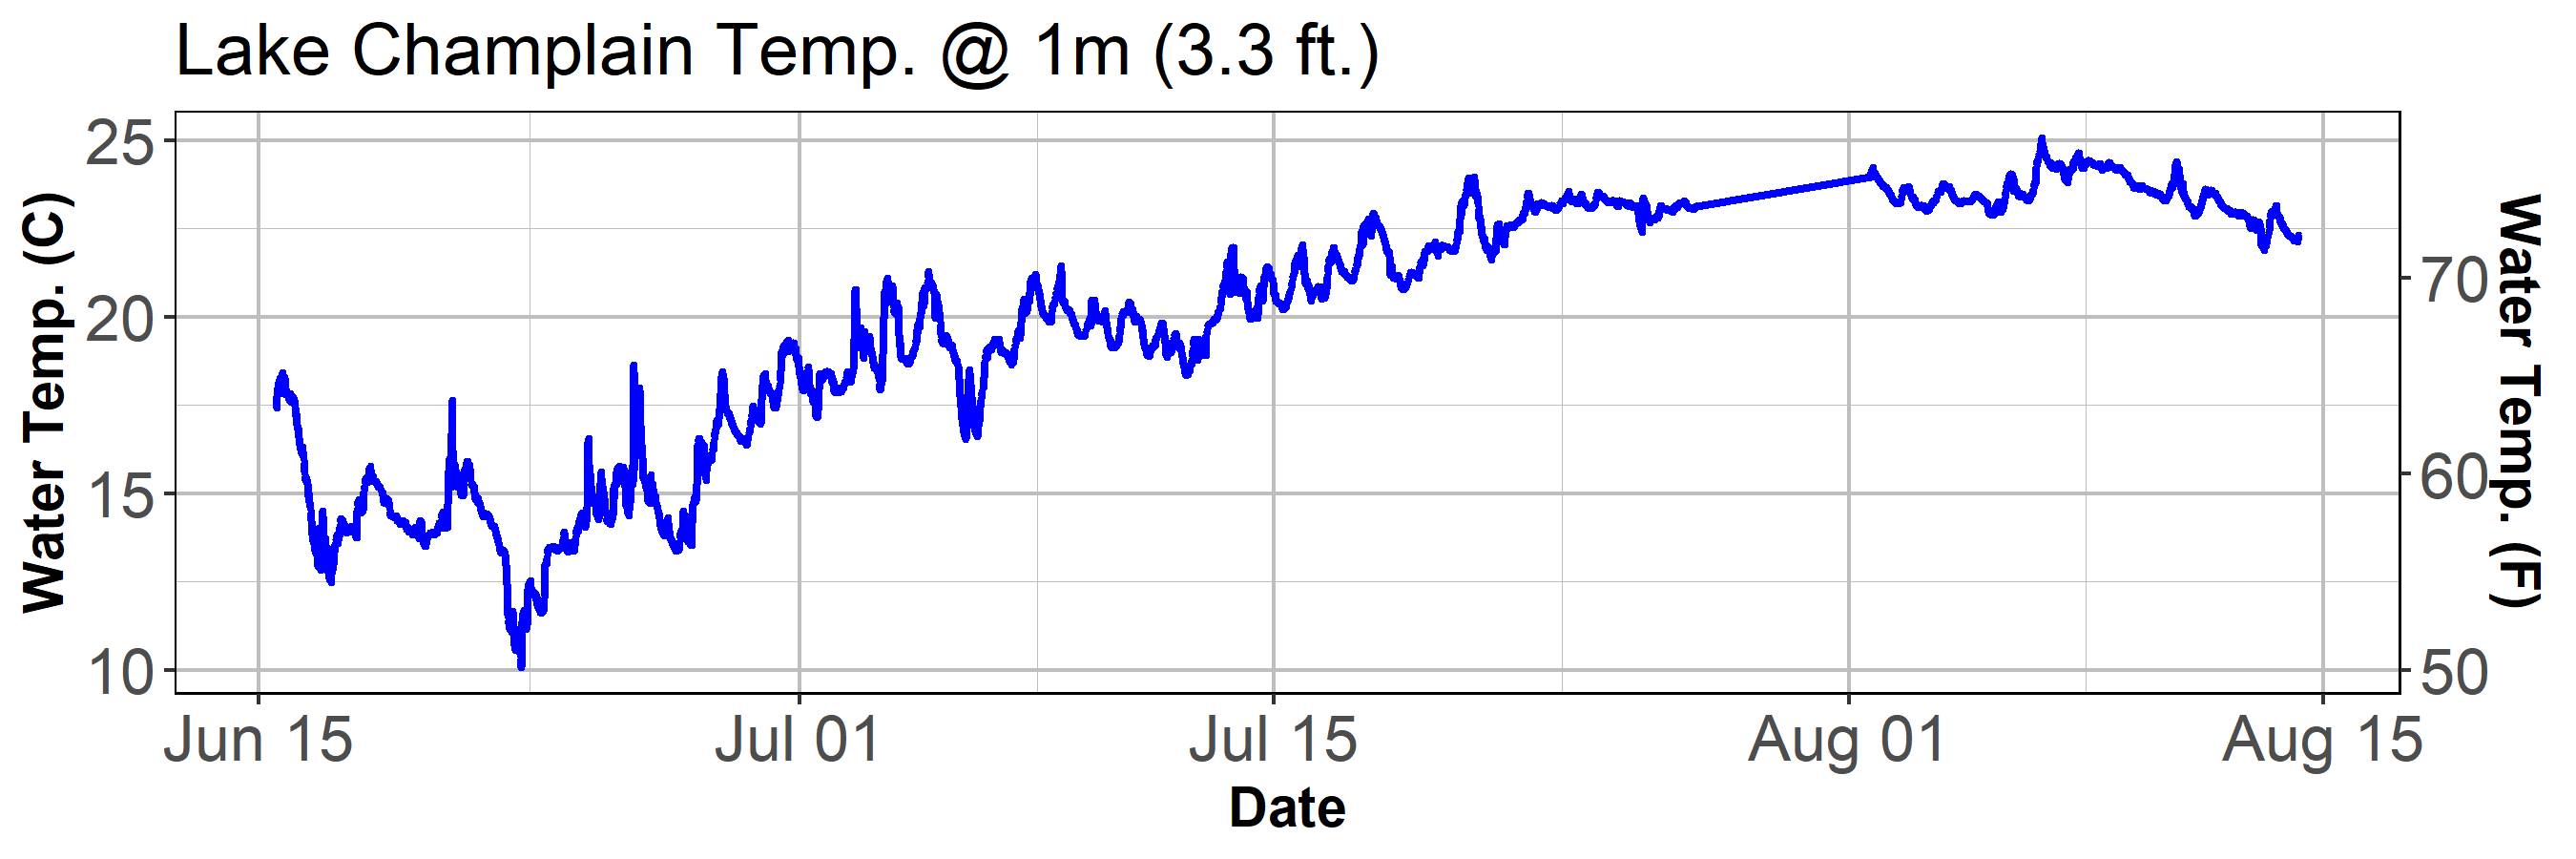 Lake Champlain Temp. @ 1m (3.3 ft.)
Water Temp. (C)
25
20
15
10
70
60
50
Water Temp. (F)
Jun 15
Jul 01
Jul 15
Aug 01
Aug 15
Date